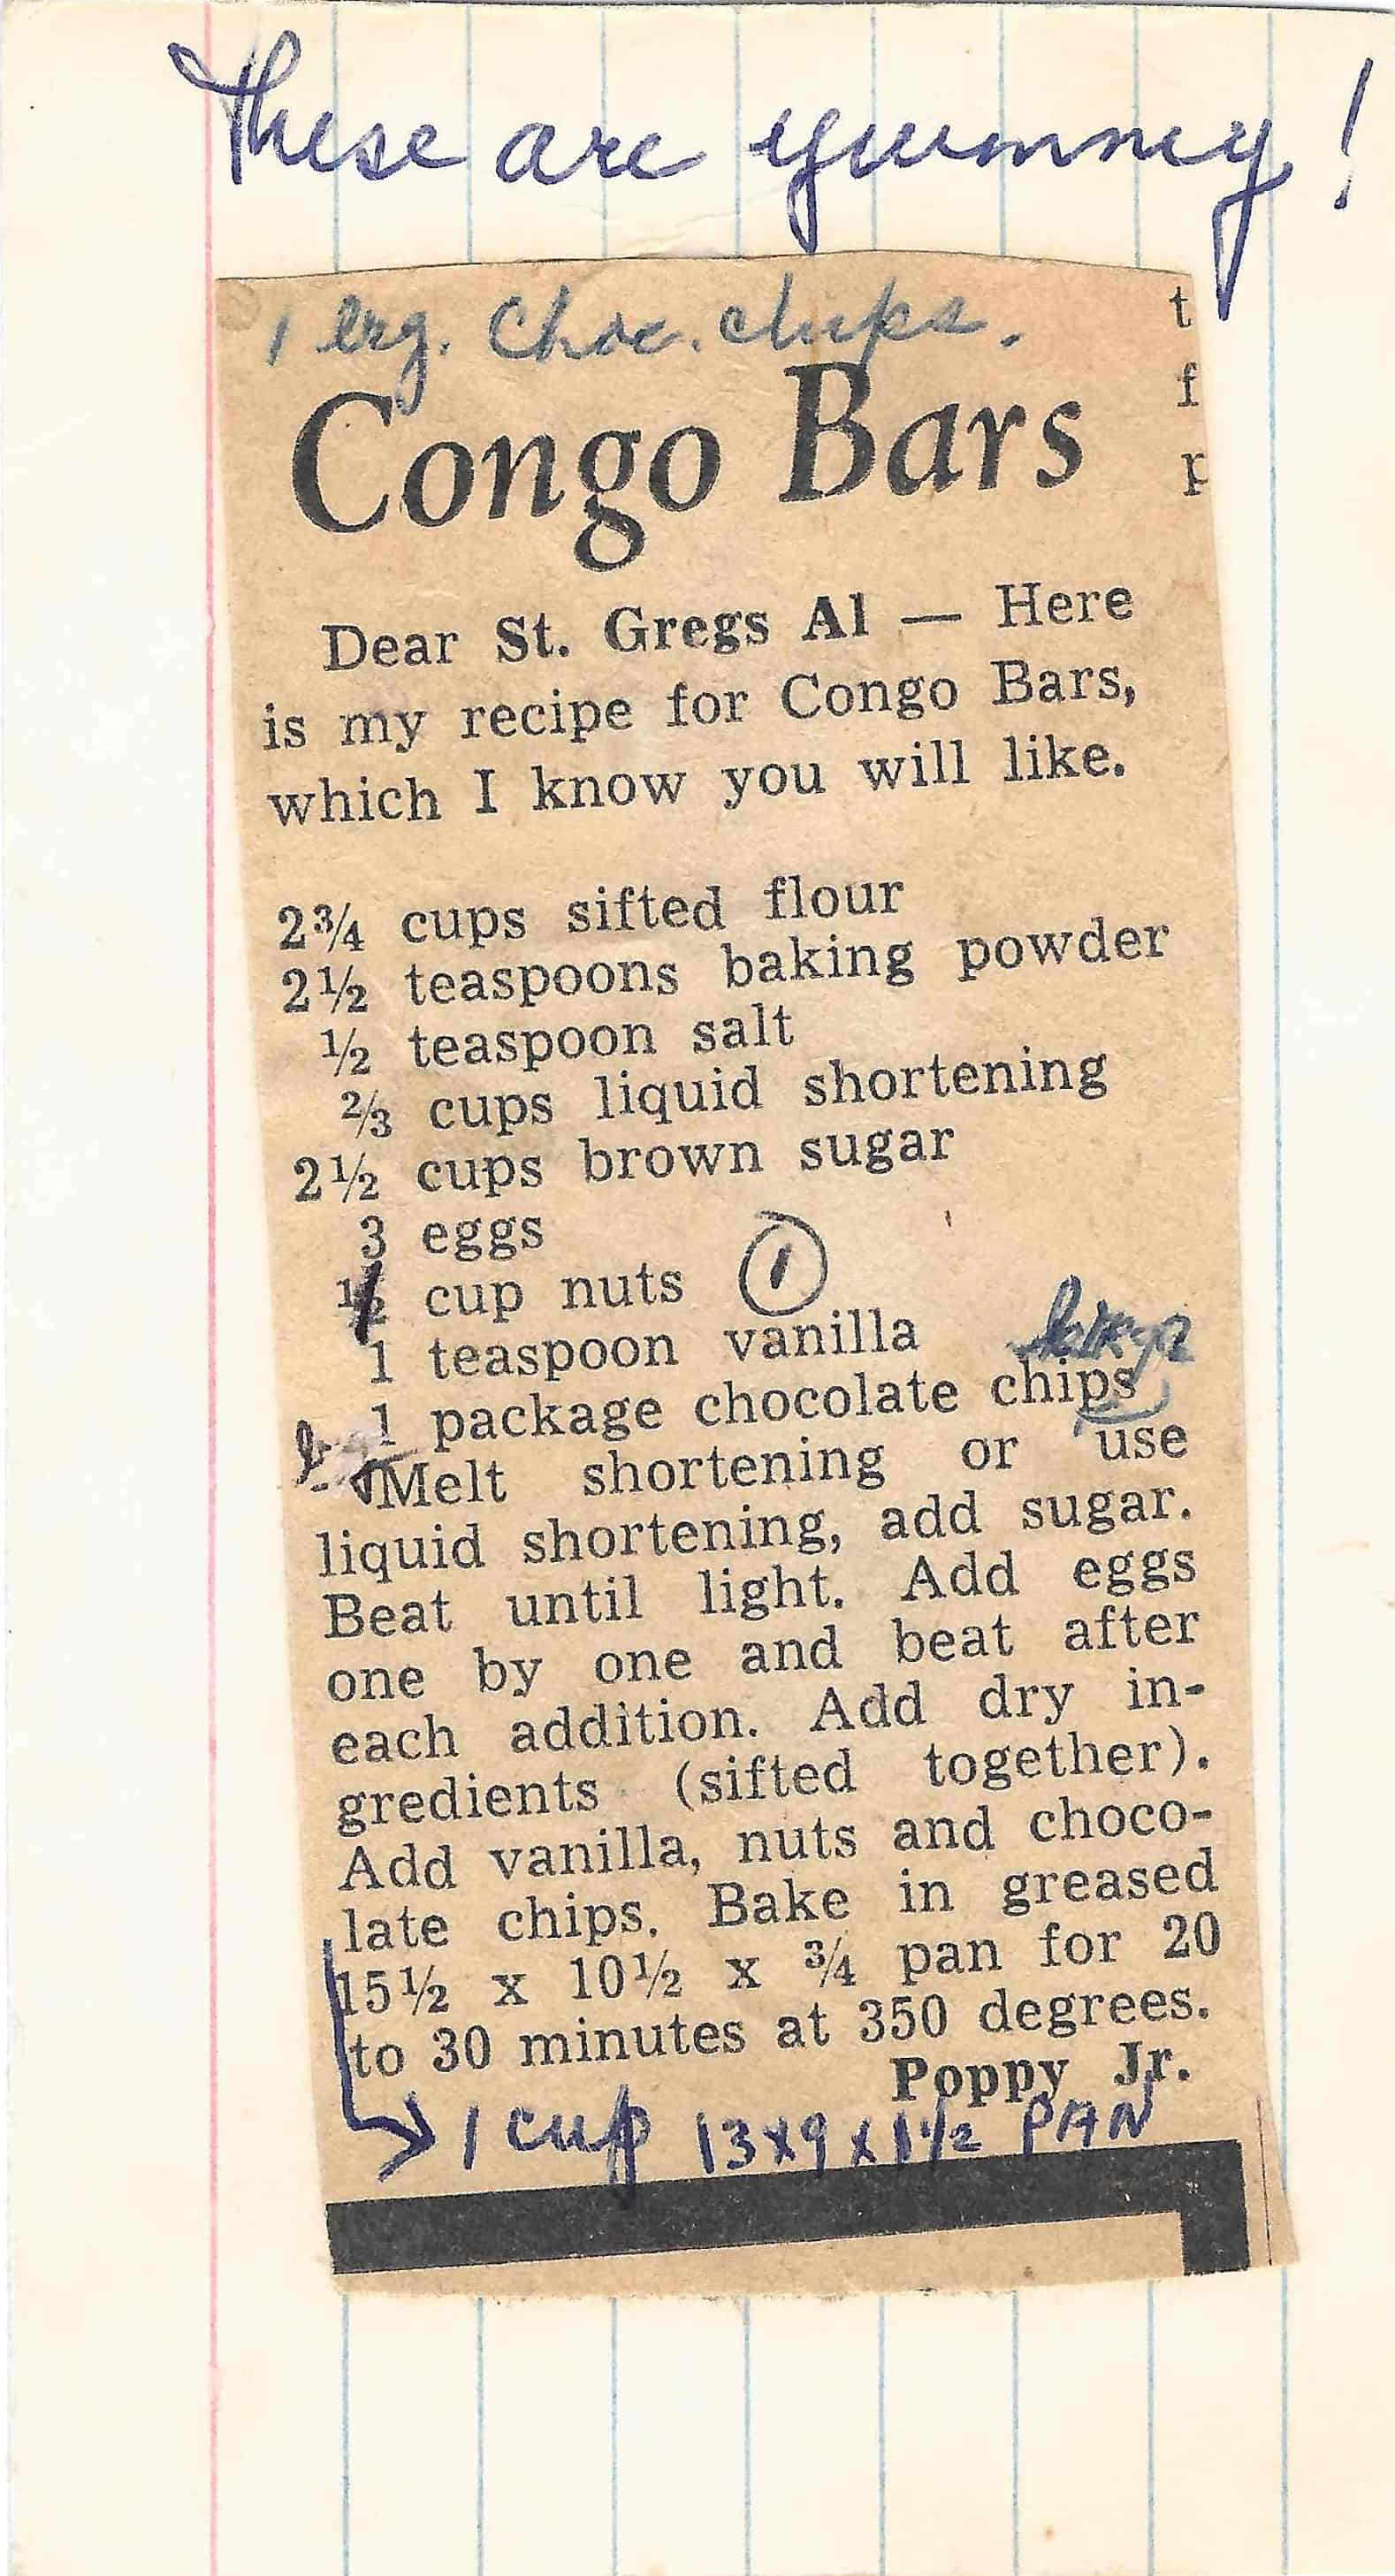 These are yummy!
1 lrg. Choc. chips.
t
f
p
Congo Bars
Dear St. Gregs Al — Here
is my recipe for Congo Bars,
which I know you will like.
2¾ cups sifted flour
2½ teaspoons baking powder
½ teaspoon salt
⅔ cups liquid shortening
2½ cups brown sugar
3 eggs
½ cup nuts 1
1 teaspoon vanilla
large
1 package chocolate chips
Melt shortening or use
liquid shortening, add sugar.
Beat until light. Add eggs
one by one and beat after
each addition. Add dry in-
gredients (sifted together).
Add vanilla, nuts and choco-
late chips. Bake in greased
15½ x 10½ x ¾ pan for 20
to 30 minutes at 350 degrees.
Poppy Jr.
→ 1 cup 13x9x1½ PAN